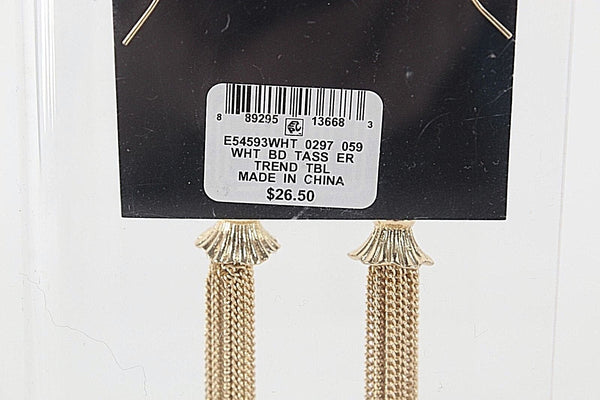 8 89295 13668 3
E54593WHT 0297 059
WHT BD TASS ER
TREND TBL
MADE IN CHINA
$26.50